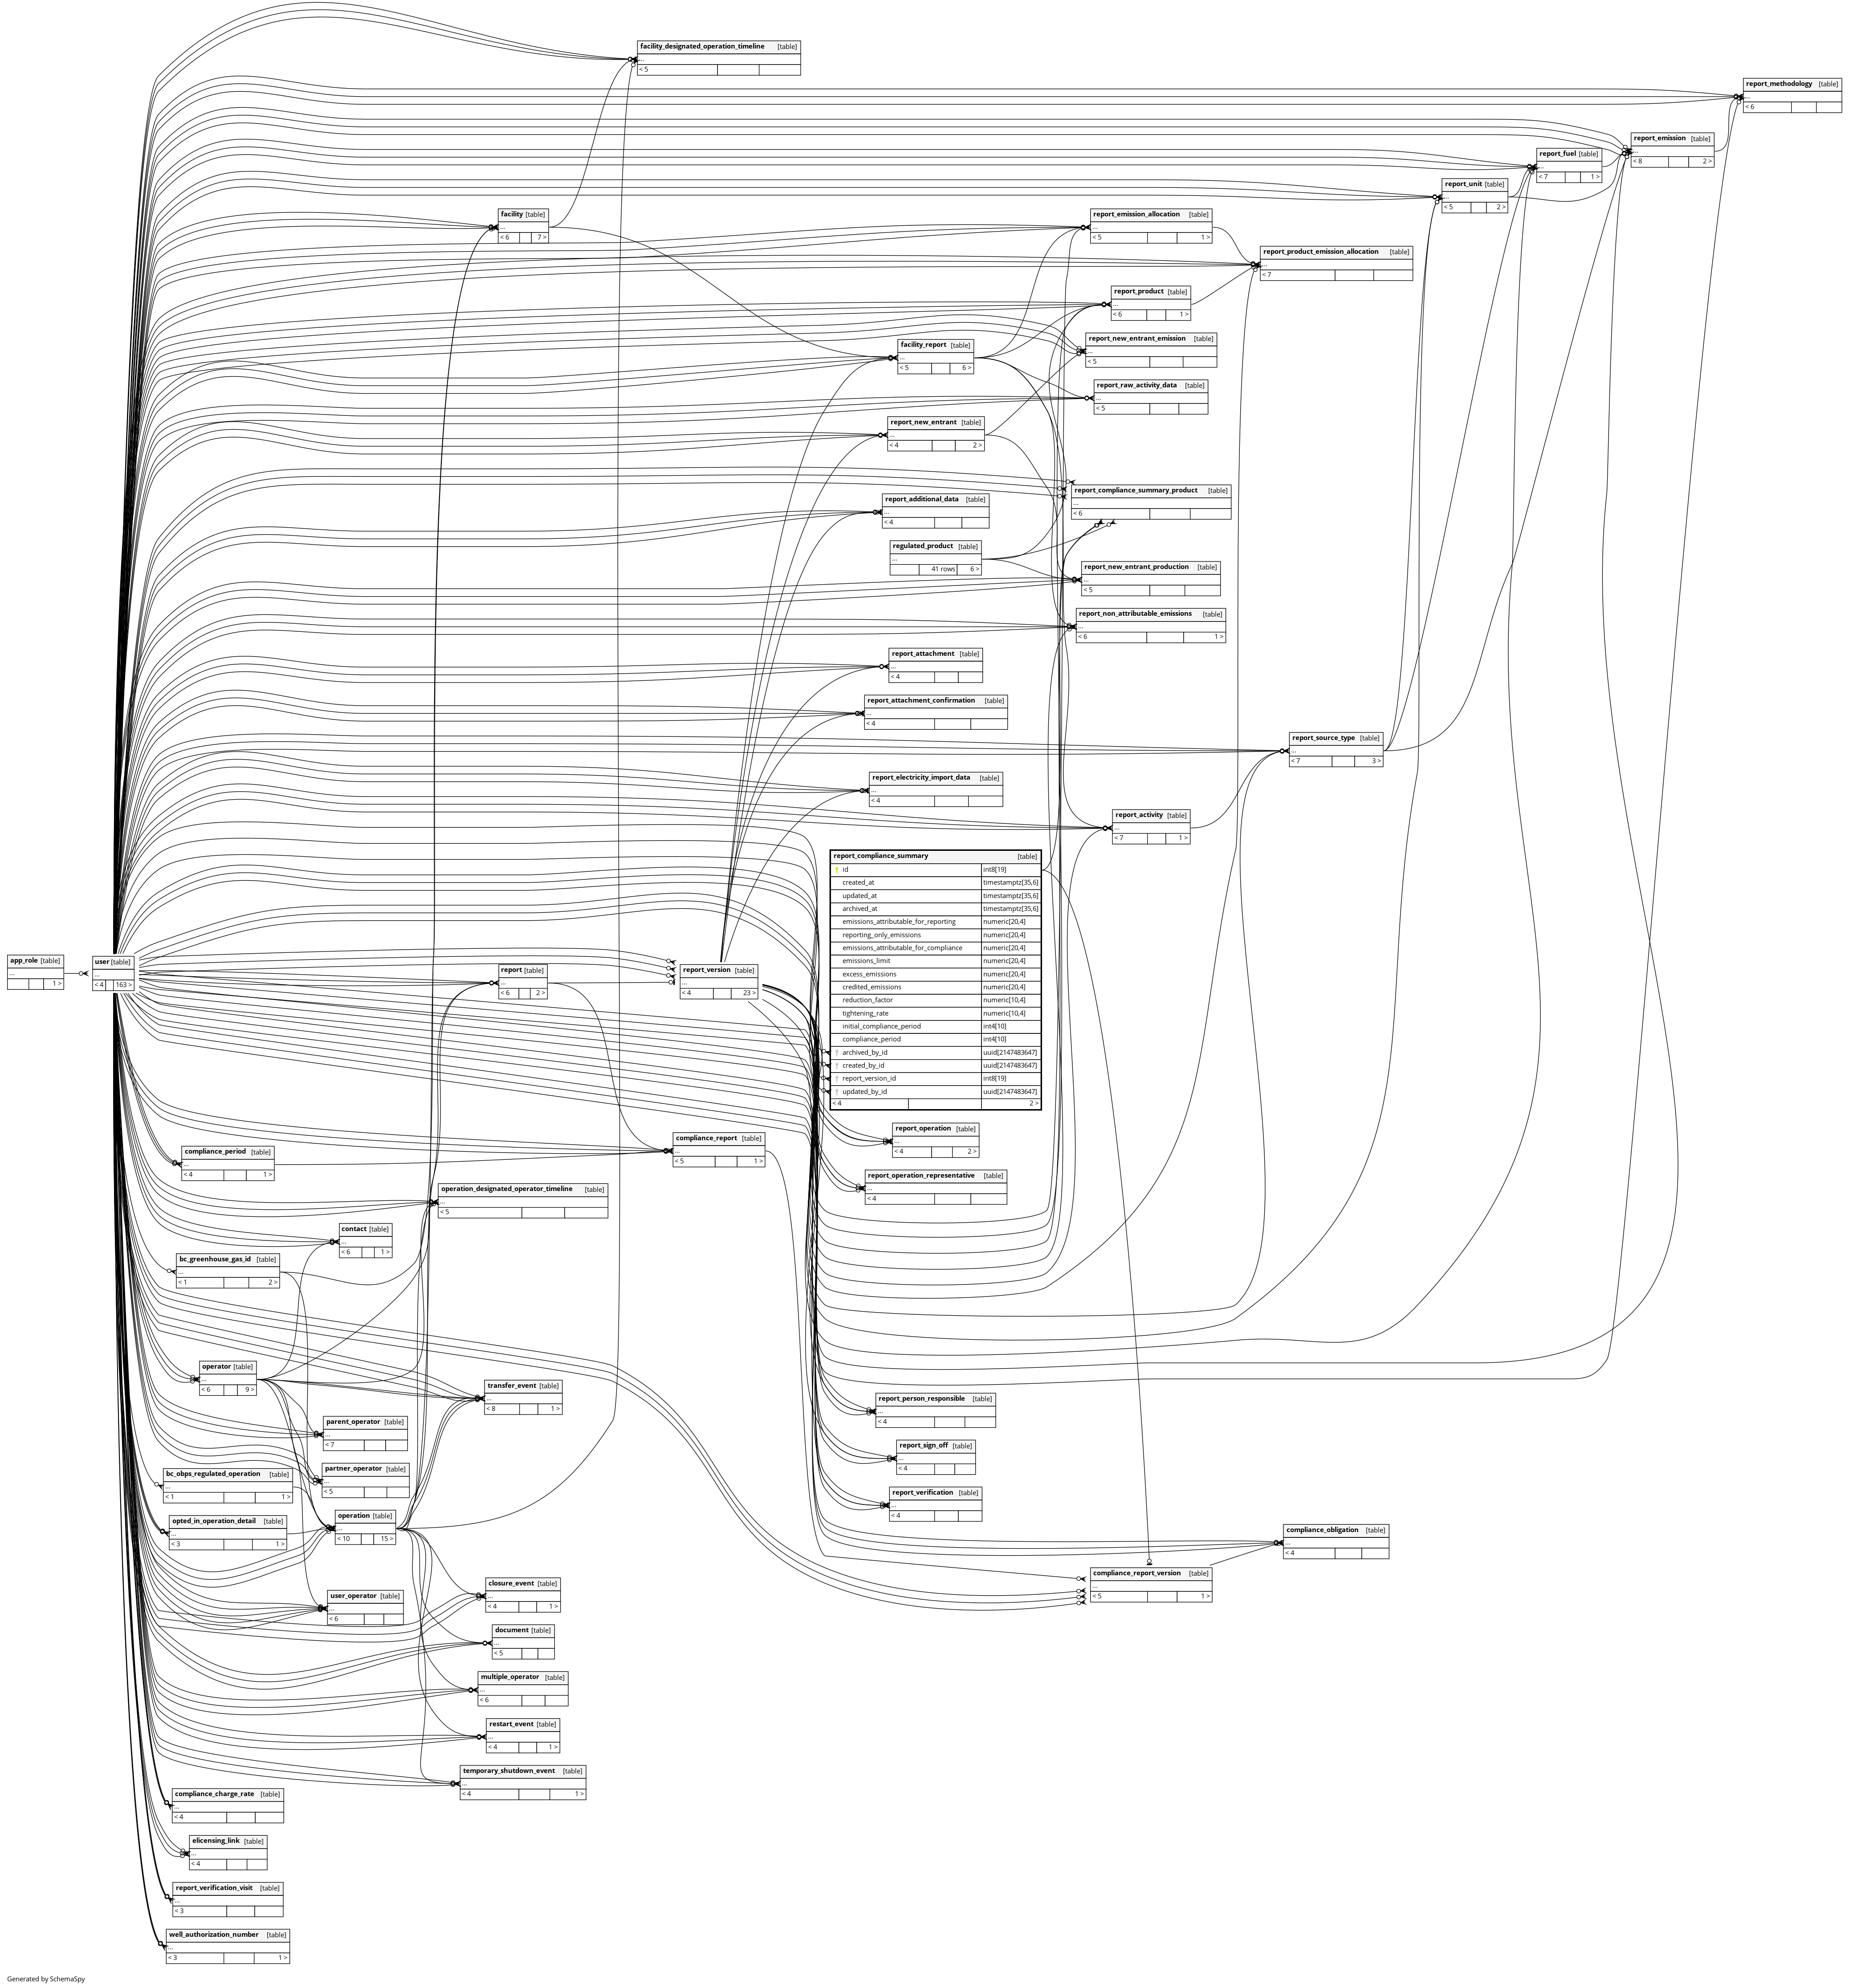 facility_designated_operation_timeline [table]
...
< 5
report_methodology [table]
...
< 6
report_emission [table]
...
< 8 2 >
report_fuel [table]
...
< 7 1 >
report_unit [table]
...
< 5 2 >
facility [table]
...
< 6 7 >
report_emission_allocation [table]
...
< 5 1 >
report_product_emission_allocation [table]
...
< 7
report_product [table]
...
< 6 1 >
report_new_entrant_emission [table]
...
< 5
facility_report [table]
...
< 5 6 >
report_raw_activity_data [table]
...
< 5
report_new_entrant [table]
...
< 4 2 >
report_compliance_summary_product [table]
...
< 6
report_additional_data [table]
...
< 4
regulated_product [table]
...
41 rows 6 >
report_new_entrant_production [table]
...
< 5
report_non_attributable_emissions [table]
...
< 6 1 >
report_attachment [table]
...
< 4
report_attachment_confirmation [table]
...
< 4
report_source_type [table]
...
< 7 3 >
report_electricity_import_data [table]
...
< 4
report_activity [table]
...
< 7 1 >
report_compliance_summary [table]
id int8[19]
created_at timestamptz[35,6]
updated_at timestamptz[35,6]
archived_at timestamptz[35,6]
emissions_attributable_for_reporting numeric[20,4]
reporting_only_emissions numeric[20,4]
emissions_attributable_for_compliance numeric[20,4]
emissions_limit numeric[20,4]
excess_emissions numeric[20,4]
credited_emissions numeric[20,4]
reduction_factor numeric[10,4]
tightening_rate numeric[10,4]
initial_compliance_period int4[10]
compliance_period int4[10]
archived_by_id uuid[2147483647]
created_by_id uuid[2147483647]
report_version_id int8[19]
updated_by_id uuid[2147483647]
< 4 2 >
app_role [table]
...
1 >
user [table]
...
< 4 163 >
report [table]
...
< 6 2 >
report_version [table]
...
< 4 23 >
report_operation [table]
...
< 4 2 >
compliance_report [table]
...
< 5 1 >
compliance_period [table]
...
< 4 1 >
report_operation_representative [table]
...
< 4
operation_designated_operator_timeline [table]
...
< 5
contact [table]
...
< 6 1 >
bc_greenhouse_gas_id [table]
...
< 1 2 >
operator [table]
...
< 6 9 >
transfer_event [table]
...
< 8 1 >
report_person_responsible [table]
...
< 4
parent_operator [table]
...
< 7
report_sign_off [table]
...
< 4
partner_operator [table]
...
< 5
bc_obps_regulated_operation [table]
...
< 1 1 >
report_verification [table]
...
< 4
operation [table]
...
< 10 15 >
opted_in_operation_detail [table]
...
< 3 1 >
compliance_obligation [table]
...
< 4
compliance_report_version [table]
...
< 5 1 >
closure_event [table]
...
< 4 1 >
user_operator [table]
...
< 6
document [table]
...
< 5
multiple_operator [table]
...
< 6
restart_event [table]
...
< 4 1 >
temporary_shutdown_event [table]
...
< 4 1 >
compliance_charge_rate [table]
...
< 4
elicensing_link [table]
...
< 4
report_verification_visit [table]
...
< 3
well_authorization_number [table]
...
< 3 1 >
Generated by SchemaSpy